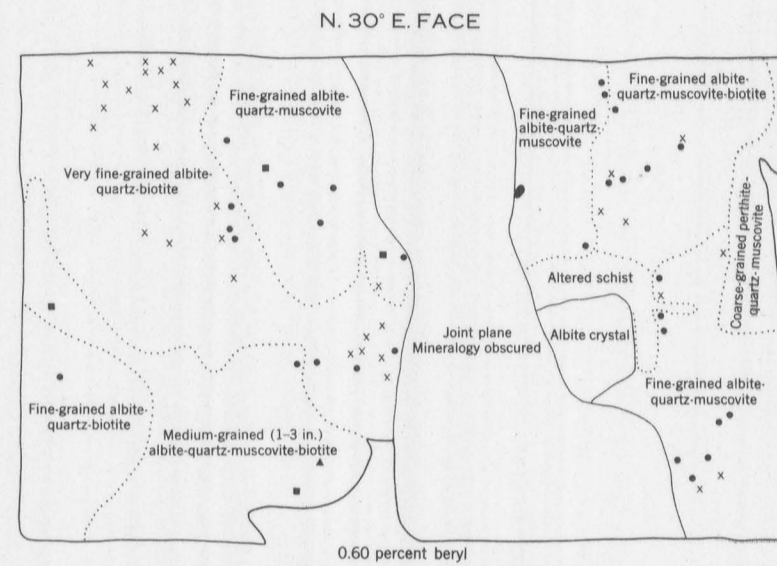 N. 30° E. FACE
Fine-grained albite-
quartz-muscovite
Very fine-grained albite-
quartz-biotite
Fine-grained albite-
quartz-biotite
Medium-grained (1–3 in.)
albite-quartz-muscovite-biotite
Joint plane
Mineralogy obscured
Fine-grained
albite-quartz-
muscovite
Fine-grained albite-
quartz-muscovite-biotite
Altered schist
Albite crystal
Coarse-grained perthite-
quartz-muscovite
Fine-grained albite-
quartz-muscovite
0.60 percent beryl